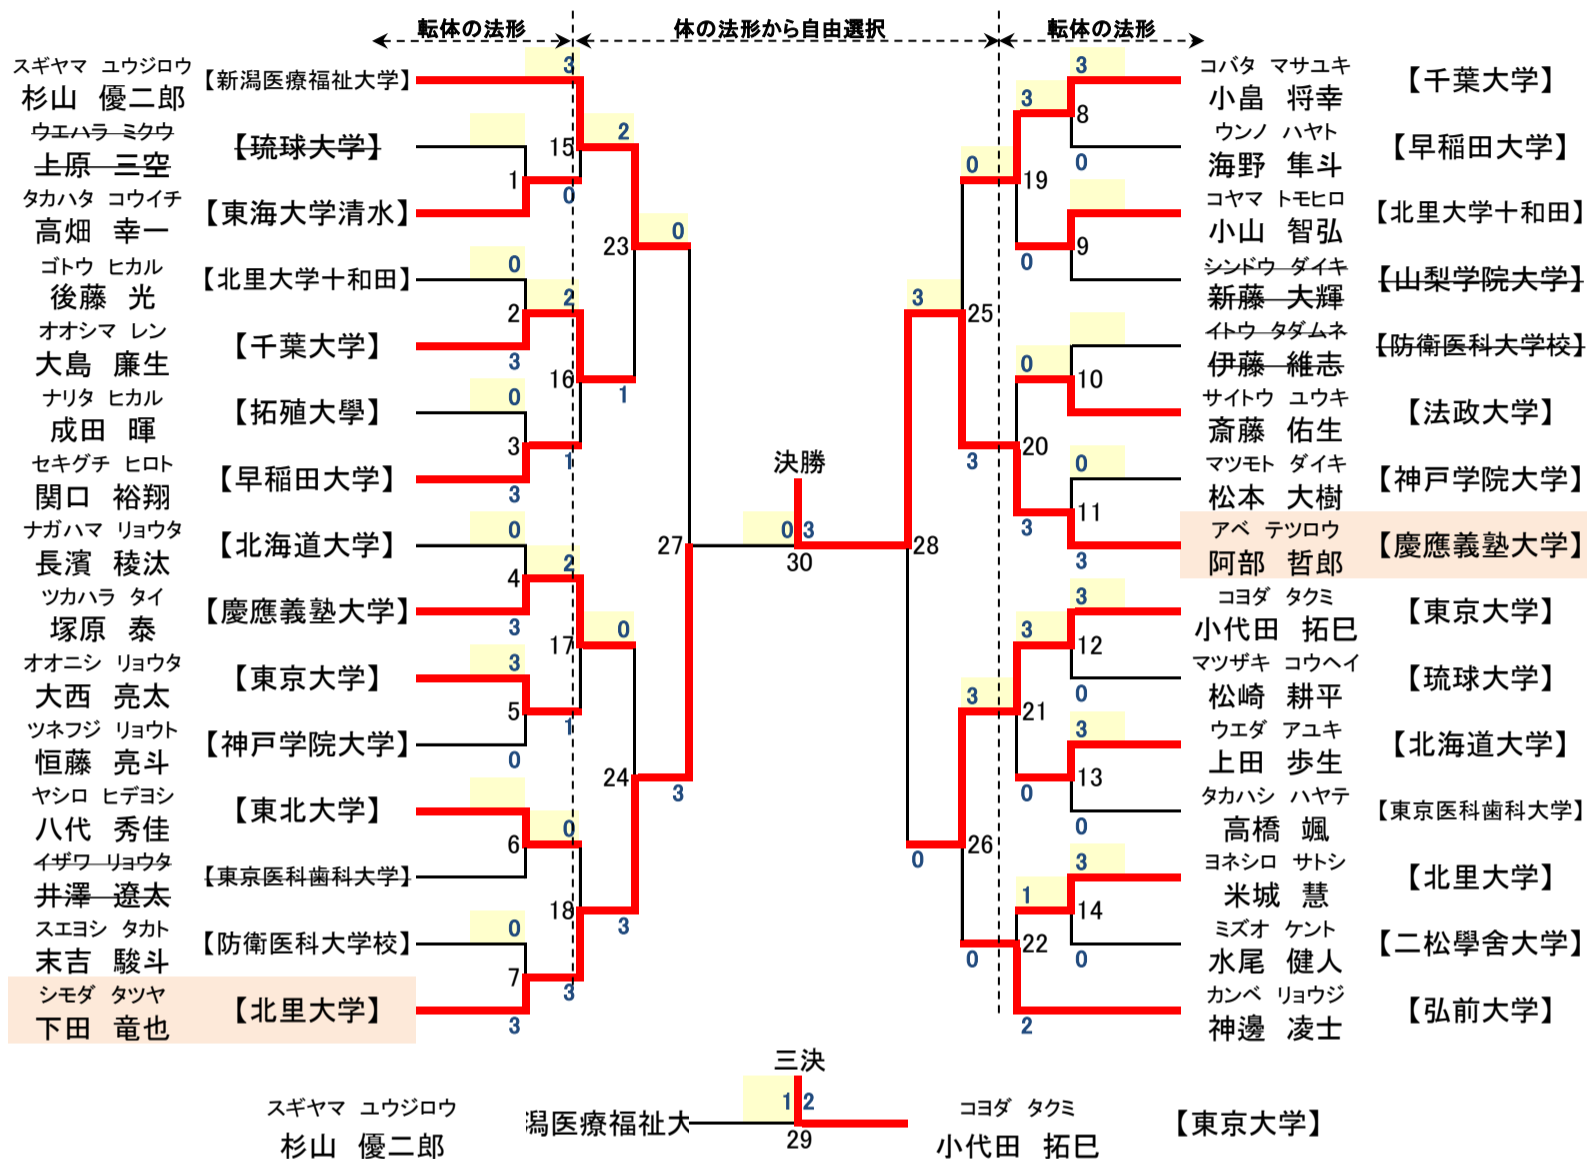 転体の法形
体の法形から自由選択
転体の法形
スギヤマ ユウジロウ
杉山 優二郎
【新潟医療福祉大学】
3
ウエハラ ミクウ
上原 三空
【琉球大学】
1
15
0
2
タカハタ コウイチ
高畑 幸一
【東海大学清水】
23
0
ゴトウ ヒカル
後藤 光
【北里大学十和田】
0
2
2
オオシマ レン
大島 廉生
【千葉大学】
3
16
1
ナリタ ヒカル
成田 暉
【拓殖大學】
0
3
1
セキグチ ヒロト
関口 裕翔
【早稲田大学】
3
27
ナガハマ リョウタ
長濱 稜汰
【北海道大学】
0
4
2
ツカハラ タイ
塚原 泰
【慶應義塾大学】
3
17
0
オオニシ リョウタ
大西 亮太
【東京大学】
3
5
1
ツネフジ リョウト
恒藤 亮斗
【神戸学院大学】
0
24
3
ヤシロ ヒデヨシ
八代 秀佳
【東北大学】
6
0
イザワ リョウタ
井澤 遼太
【東京医科歯科大学】
18
3
スエヨシ タカト
末吉 駿斗
【防衛医科大学校】
0
7
3
シモダ タツヤ
下田 竜也
【北里大学】
3
決勝
0 3
30
コバタ マサユキ
小畠 将幸
【千葉大学】
3
3
8
ウンノ ハヤト
海野 隼斗
【早稲田大学】
0
0
19
コヤマ トモヒロ
小山 智弘
【北里大学十和田】
9
0
シンドウ ダイキ
新藤 大輝
【山梨学院大学】
3
25
イトウ タダムネ
伊藤 維志
【防衛医科大学校】
0
10
サイトウ ユウキ
斎藤 佑生
【法政大学】
20
3
マツモト ダイキ
松本 大樹
【神戸学院大学】
0
11
3
アベ テツロウ
阿部 哲郎
【慶應義塾大学】
3
28
コヨダ タクミ
小代田 拓巳
【東京大学】
3
3
12
マツザキ コウヘイ
松崎 耕平
【琉球大学】
0
3
21
ウエダ アユキ
上田 歩生
【北海道大学】
3
13
0
タカハシ ハヤテ
高橋 颯
【東京医科歯科大学】
0
26
0
ヨネシロ サトシ
米城 慧
【北里大学】
3
1
14
ミズオ ケント
水尾 健人
【二松學舍大学】
0
22
0
カンベ リョウジ
神邊 凌士
【弘前大学】
2
三決
スギヤマ ユウジロウ
杉山 優二郎
潟医療福祉大
1 2
29
コヨダ タクミ
小代田 拓巳
【東京大学】